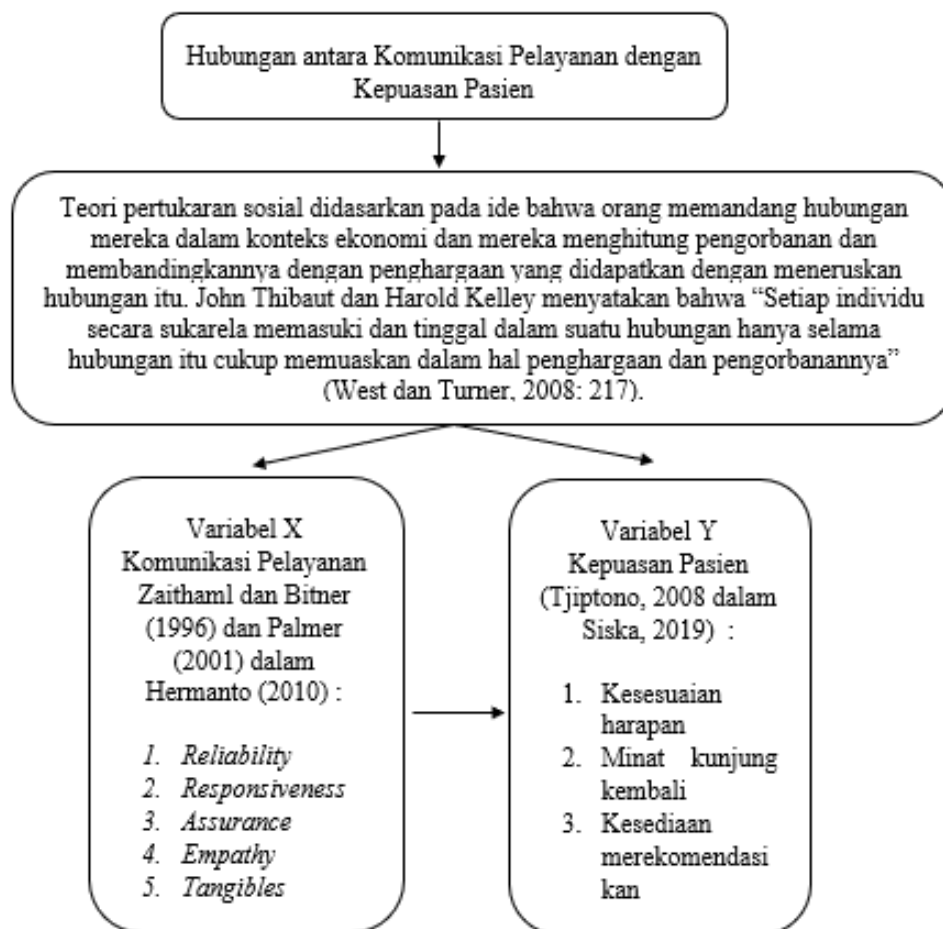 Hubungan antara Komunikasi Pelayanan dengan
Kepuasan Pasien
Teori pertukaran sosial didasarkan pada ide bahwa orang memandang hubungan
mereka dalam konteks ekonomi dan mereka menghitung pengorbanan dan
membandingkannya dengan penghargaan yang didapatkan dengan meneruskan
hubungan itu. John Thibaut dan Harold Kelley menyatakan bahwa “Setiap individu
secara sukarela memasuki dan tinggal dalam suatu hubungan hanya selama
hubungan itu cukup memuaskan dalam hal penghargaan dan pengorbanannya”
(West dan Turner, 2008: 217).
Variabel X
Komunikasi Pelayanan
Zaithaml dan Bitner
(1996) dan Palmer
(2001) dalam
Hermanto (2010) :
1. Reliability
2. Responsiveness
3. Assurance
4. Empathy
5. Tangibles
Variabel Y
Kepuasan Pasien
(Tjiptono, 2008 dalam
Siska, 2019) :
1. Kesesuaian
harapan
2. Minat kunjung
kembali
3. Kesediaan
merekomendasi
kan